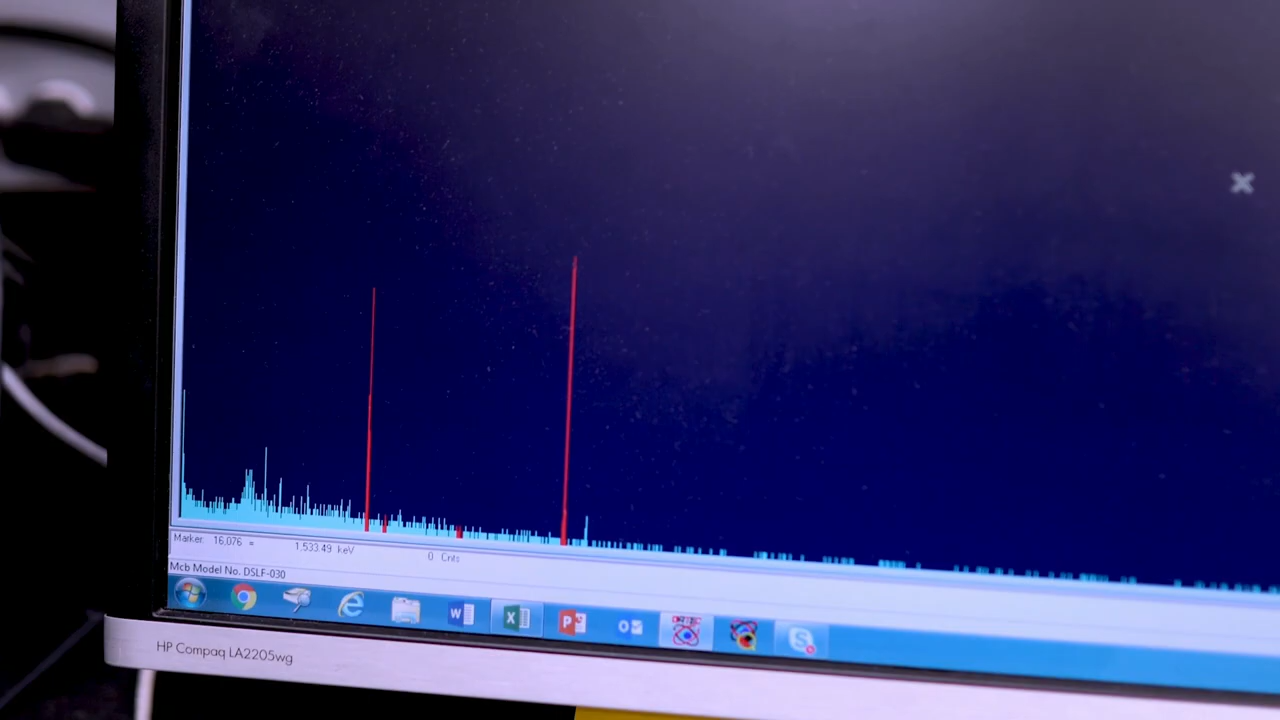 Marker: 16,076 = 1,533.49 keV 0 Cnts
Mcb Model No. DSLF-030
HP Compaq LA2205wg